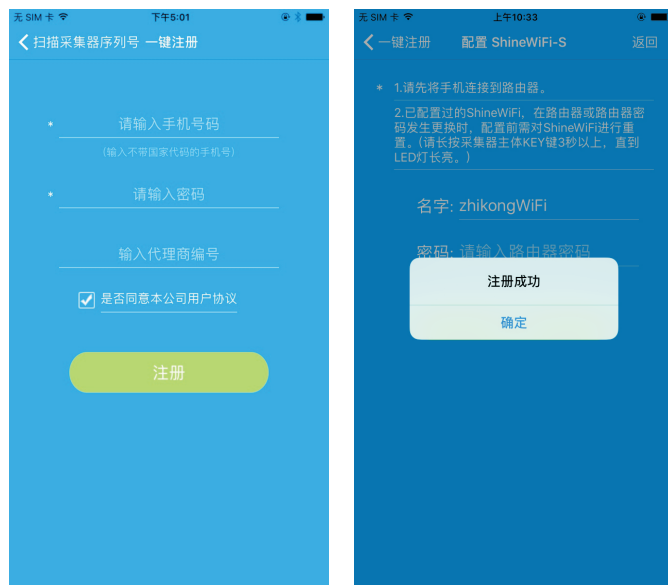 无 SIM 卡 下午5:01
扫描采集器序列号 一键注册
* 请输入手机号码
(输入不带国家代码的手机号)
* 请输入密码
输入代理商编号
是否同意本公司用户协议
注册
无 SIM 卡 上午10:33
一键注册 配置 ShineWiFi-S 返回
* 1.请先将手机连接到路由器。
2.已配置过的ShineWiFi，在路由器或路由器密
码发生更换时，配置前需对ShineWiFi进行重
置。(请长按采集器主体KEY键3秒以上，直到
LED灯长亮。)
名字: zhikongWiFi
密码: 请输入路由器密码
注册成功
确定